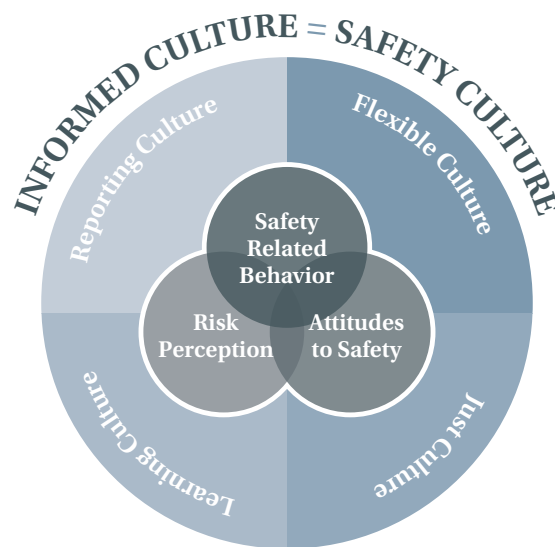 INFORMED CULTURE = SAFETY CULTURE
Reporting Culture
Flexible Culture
Safety
Related
Behavior
Risk
Perception
Attitudes
to Safety
Learning Culture
Just Culture